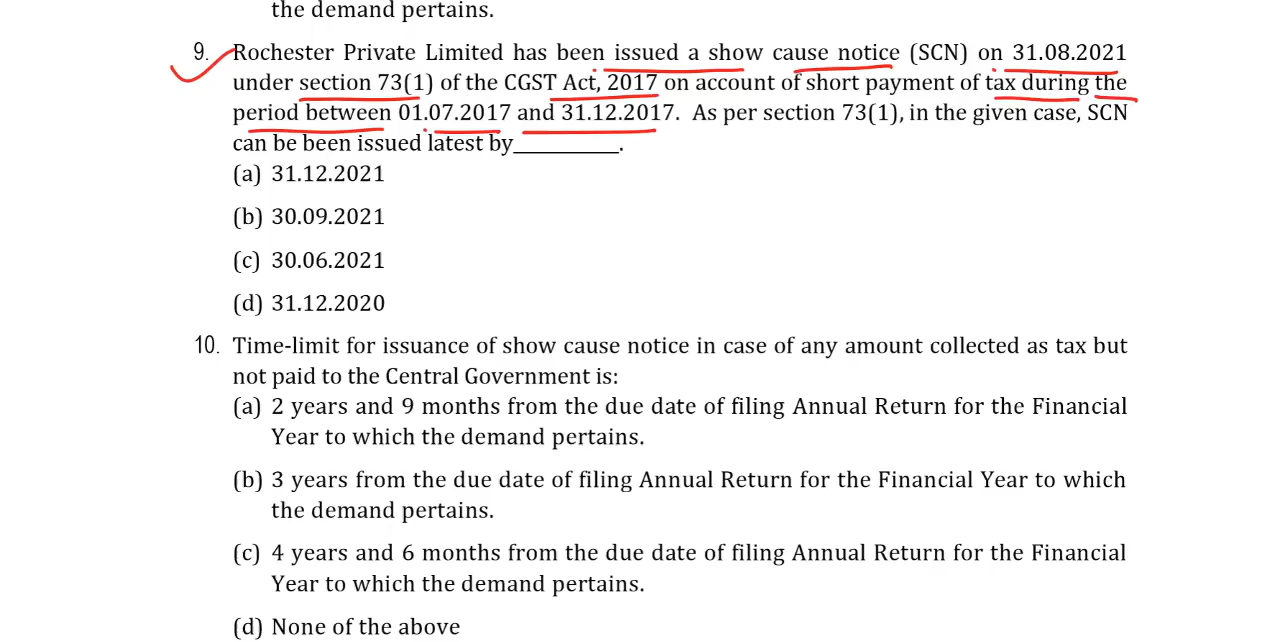 the demand pertains.
9. Rochester Private Limited has been issued a show cause notice (SCN) on 31.08.2021
under section 73(1) of the CGST Act, 2017 on account of short payment of tax during the
period between 01.07.2017 and 31.12.2017. As per section 73(1), in the given case, SCN
can be been issued latest by__________.
(a) 31.12.2021
(b) 30.09.2021
(c) 30.06.2021
(d) 31.12.2020
10. Time-limit for issuance of show cause notice in case of any amount collected as tax but
not paid to the Central Government is:
(a) 2 years and 9 months from the due date of filing Annual Return for the Financial
Year to which the demand pertains.
(b) 3 years from the due date of filing Annual Return for the Financial Year to which
the demand pertains.
(c) 4 years and 6 months from the due date of filing Annual Return for the Financial
Year to which the demand pertains.
(d) None of the above